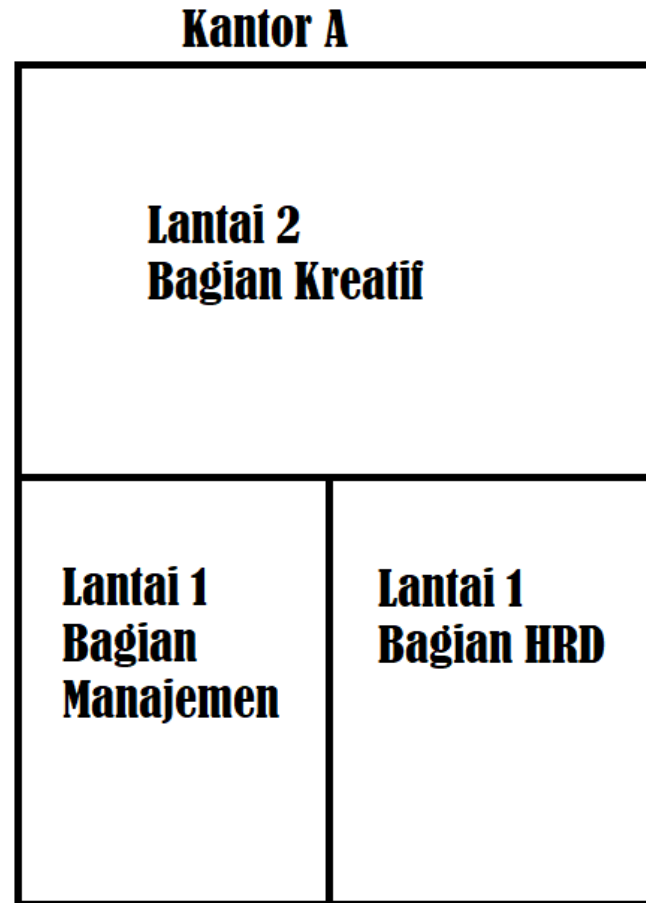 Kantor A
Lantai 2
Bagian Kreatif
Lantai 1
Bagian
Manajemen
Lantai 1
Bagian HRD